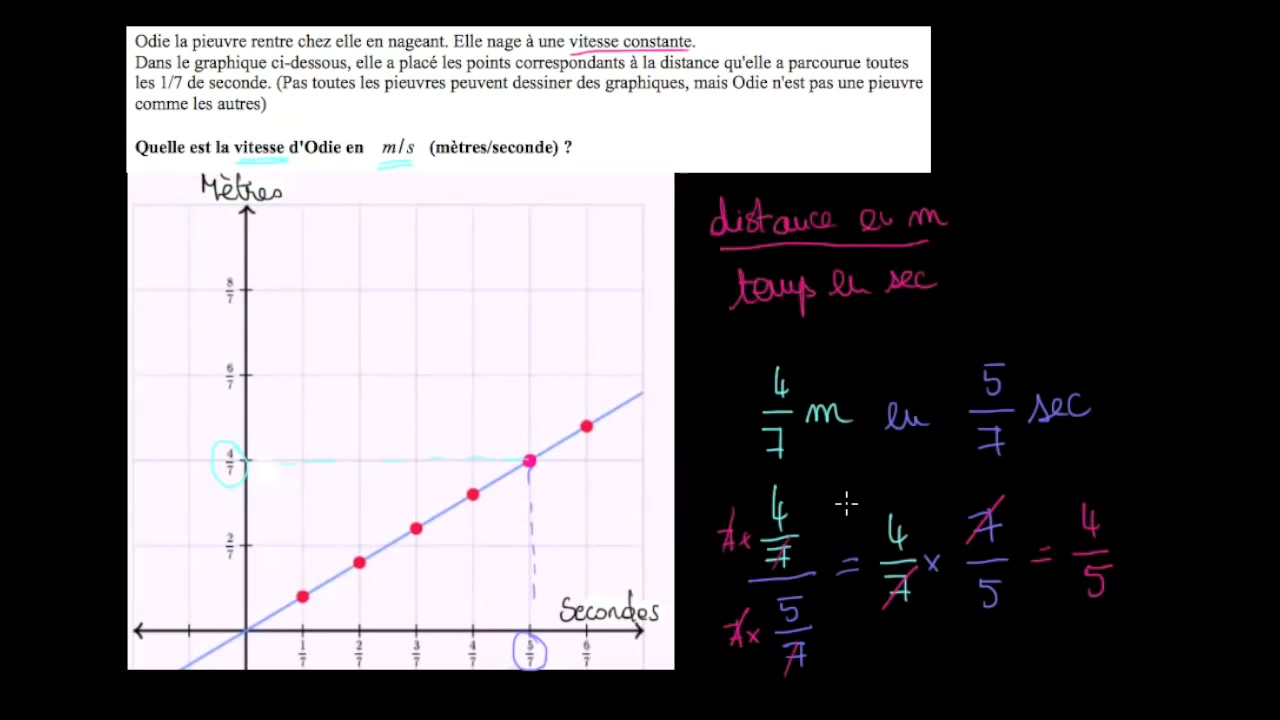 Odie la pieuvre rentre chez elle en nageant. Elle nage à une vitesse constante.
Dans le graphique ci-dessous, elle a placé les points correspondants à la distance qu'elle a parcourue toutes
les 1/7 de seconde. (Pas toutes les pieuvres peuvent dessiner des graphiques, mais Odie n'est pas une pieuvre
comme les autres)
Quelle est la vitesse d'Odie en m/s (mètres/seconde) ?
Mètres
8/7
6/7
4/7
2/7
Secondes
1/7 2/7 3/7 4/7 5/7 6/7
distance en m
temps en sec
4/7 m en 5/7 sec
7 × 4/7
7 × 5/7
= 4/7 × 7/5 = 4/5